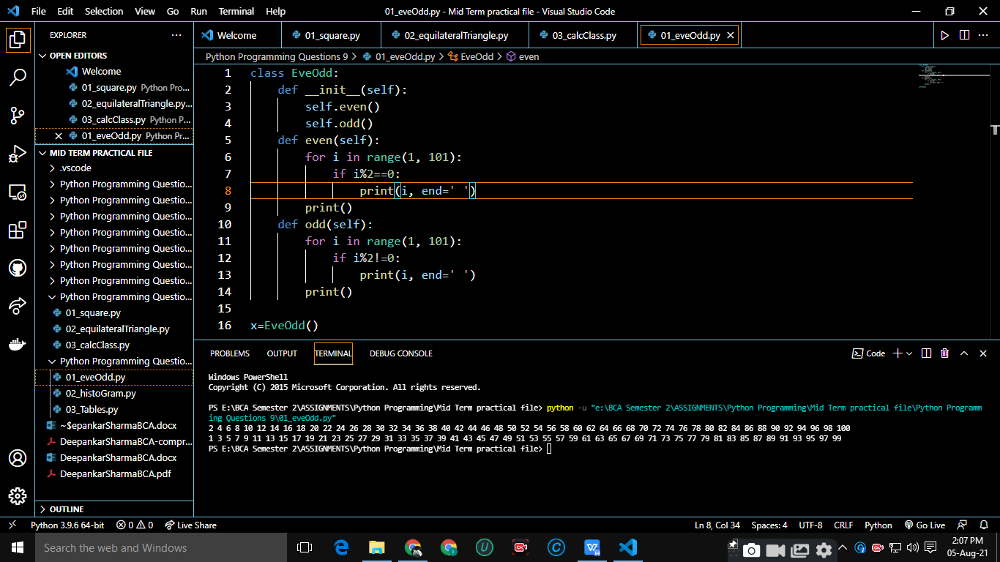 File Edit Selection View Go Run Terminal Help 01_eveOdd.py - Mid Term practical file - Visual Studio Code
EXPLORER
OPEN EDITORS
Welcome
01_square.py Python Pro...
02_equilateralTriangle.py...
03_calcClass.py Python P...
01_eveOdd.py Python Pr...
MID TERM PRACTICAL FILE
.vscode
Python Programming Questio...
Python Programming Questio...
Python Programming Questio...
Python Programming Questio...
Python Programming Questio...
Python Programming Questio...
Python Programming Questio...
Python Programming Questio...
01_square.py
02_equilateralTriangle.py
03_calcClass.py
Python Programming Questio...
01_eveOdd.py
02_histoGram.py
03_Tables.py
~$epankarSharmaBCA.docx
DeepankarSharmaBCA-compr...
DeepankarSharmaBCA.docx
DeepankarSharmaBCA.pdf
OUTLINE
Welcome 01_square.py 02_equilateralTriangle.py 03_calcClass.py 01_eveOdd.py
Python Programming Questions 9 > 01_eveOdd.py > EveOdd > even
1 class EveOdd:
2 def __init__(self):
3 self.even()
4 self.odd()
5 def even(self):
6 for i in range(1, 101):
7 if i%2==0:
8 print(i, end=' ')
9 print()
10 def odd(self):
11 for i in range(1, 101):
12 if i%2!=0:
13 print(i, end=' ')
14 print()
15
16 x=EveOdd()
PROBLEMS OUTPUT TERMINAL DEBUG CONSOLE Code
Windows PowerShell
Copyright (C) 2015 Microsoft Corporation. All rights reserved.
PS E:\BCA Semester 2\ASSIGNMENTS\Python Programming\Mid Term practical file> python -u "e:\BCA Semester 2\ASSIGNMENTS\Python Programming\Mid Term practical file\Python Programm
ing Questions 9\01_eveOdd.py"
2 4 6 8 10 12 14 16 18 20 22 24 26 28 30 32 34 36 38 40 42 44 46 48 50 52 54 56 58 60 62 64 66 68 70 72 74 76 78 80 82 84 86 88 90 92 94 96 98 100
1 3 5 7 9 11 13 15 17 19 21 23 25 27 29 31 33 35 37 39 41 43 45 47 49 51 53 55 57 59 61 63 65 67 69 71 73 75 77 79 81 83 85 87 89 91 93 95 97 99
PS E:\BCA Semester 2\ASSIGNMENTS\Python Programming\Mid Term practical file>
Python 3.9.6 64-bit 0 0 Live Share Ln 8, Col 34 Spaces: 4 UTF-8 CRLF Python Go Live
Search the web and Windows
2:07 PM
05-Aug-21